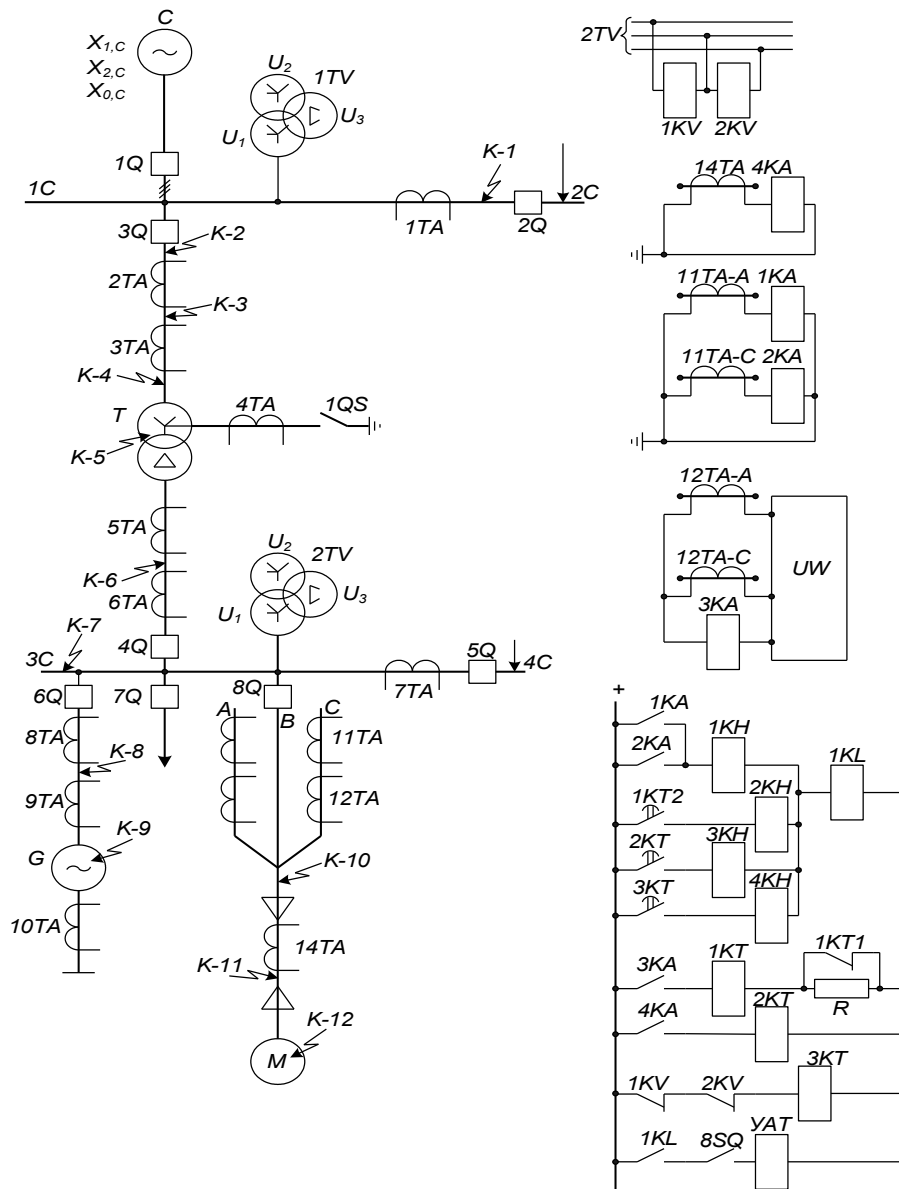 C
X1,C
X2,C
X0,C
U2
1TV
U3
U1
1Q
1C
K-1
2C
1TA
2Q
3Q
K-2
2TA
K-3
3TA
K-4
T
4TA
1QS
K-5
5TA
K-6
6TA
U2
2TV
U3
U1
K-7
4Q
3C
5Q
4C
7TA
6Q
7Q
8Q
A
B
C
8TA
11TA
K-8
9TA
12TA
G
K-9
K-10
10TA
14TA
K-11
K-12
M
2TV
1KV
2KV
14TA
4KA
11TA-A
1KA
11TA-C
2KA
12TA-A
12TA-C
UW
3KA
+
1KA
1KH
1KL
2KA
2KH
1KT2
3KH
2KT
4KH
3KT
1KT1
3KA
1KT
R
4KA
2KT
3KT
1KV
2KV
1KL
8SQ
УАТ